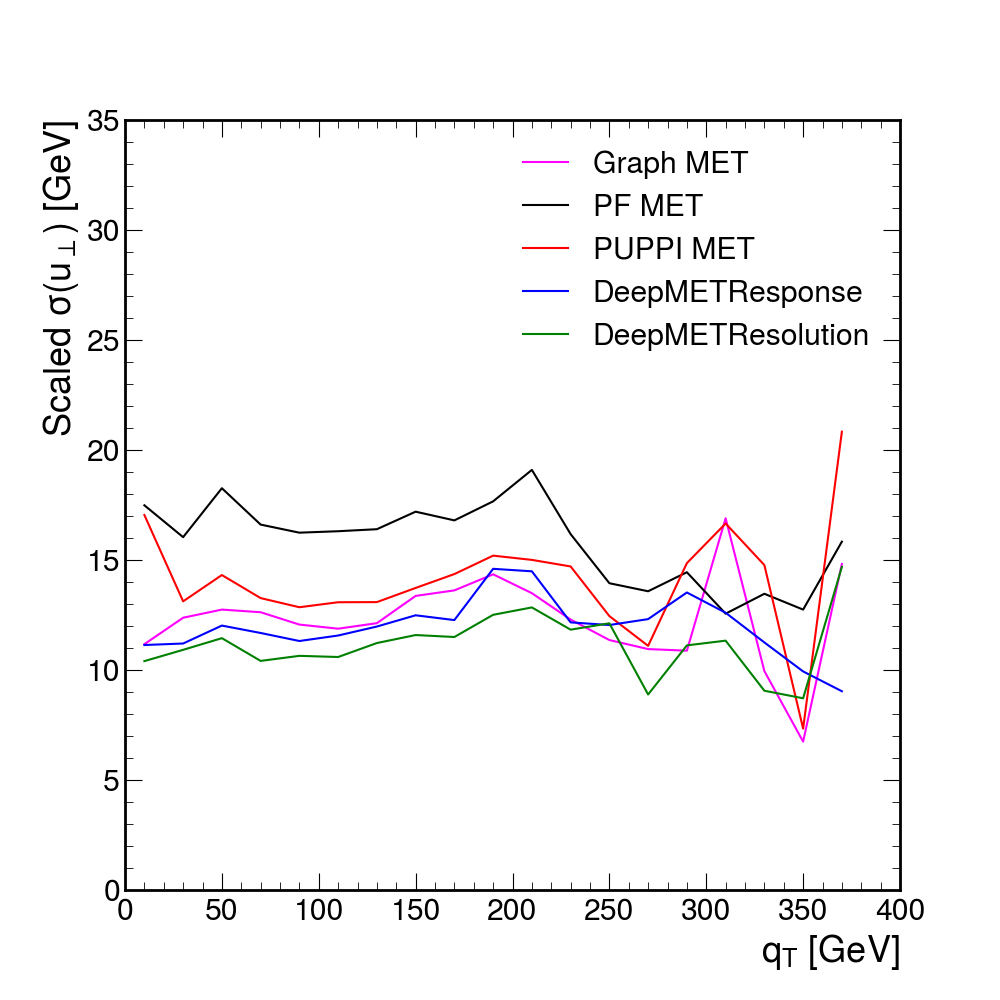 Scaled σ(u⊥) [GeV]
35
30
25
20
15
10
5
0
Graph MET
PF MET
PUPPI MET
DeepMETResponse
DeepMETResolution
0 50 100 150 200 250 300 350 400
qT [GeV]